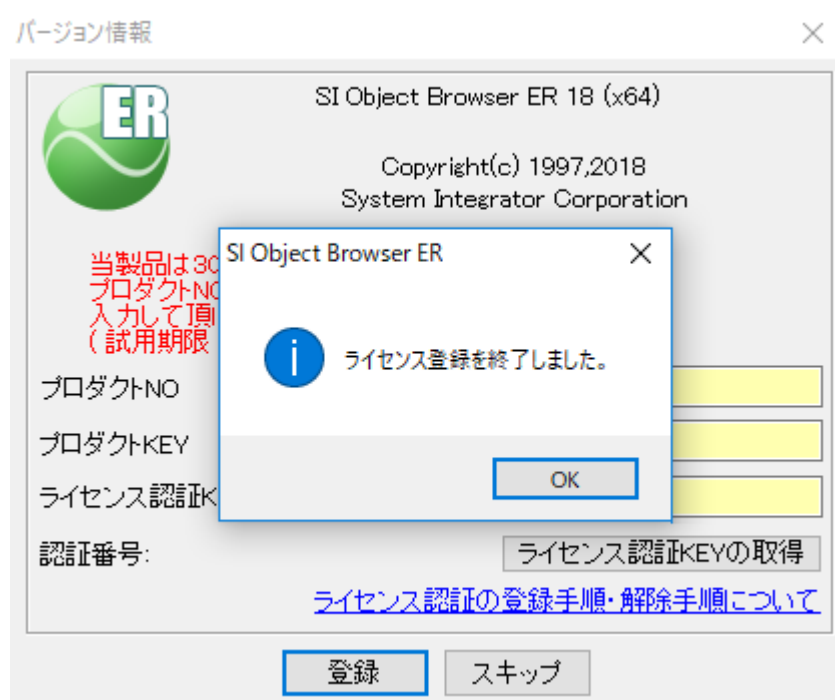 バージョン情報
ER
SI Object Browser ER 18 (x64)
Copyright(c) 1997,2018
System Integrator Corporation
当製品は30
プロダクトNO
入力して頂
(試用期限
SI Object Browser ER
i
ライセンス登録を終了しました。
OK
プロダクトNO
プロダクトKEY
ライセンス認証K
認証番号:
ライセンス認証KEYの取得
ライセンス認証の登録手順・解除手順について
登録
スキップ